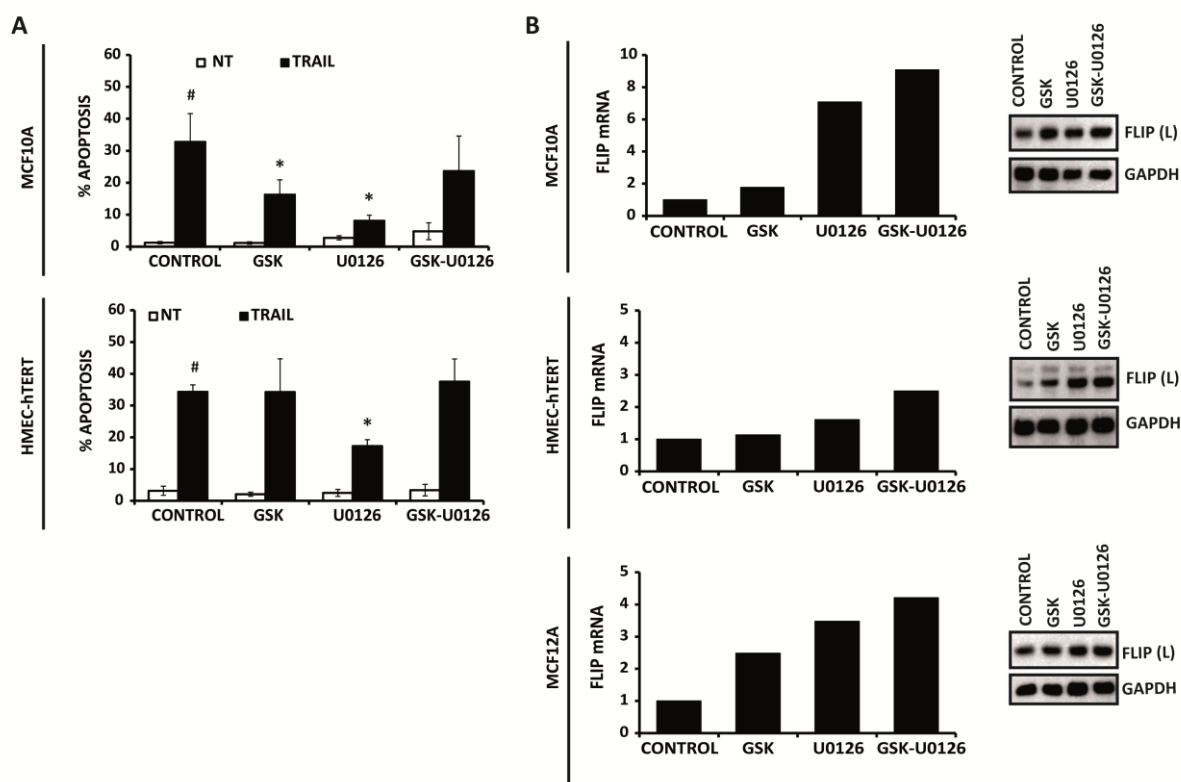 A
MCF10A
% APOPTOSIS
60
50
40
30
20
10
0
NT
TRAIL
#
*
*
CONTROL
GSK
U0126
GSK-U0126
HMEC-hTERT
% APOPTOSIS
60
50
40
30
20
10
0
NT
TRAIL
#
*
CONTROL
GSK
U0126
GSK-U0126
B
MCF10A
FLIP mRNA
10
8
6
4
2
0
CONTROL
GSK
U0126
GSK-U0126
CONTROL
GSK
U0126
GSK-U0126
FLIP (L)
GAPDH
HMEC-hTERT
FLIP mRNA
5
4
3
2
1
0
CONTROL
GSK
U0126
GSK-U0126
CONTROL
GSK
U0126
GSK-U0126
FLIP (L)
GAPDH
MCF12A
FLIP mRNA
5
4
3
2
1
0
CONTROL
GSK
U0126
GSK-U0126
CONTROL
GSK
U0126
GSK-U0126
FLIP (L)
GAPDH